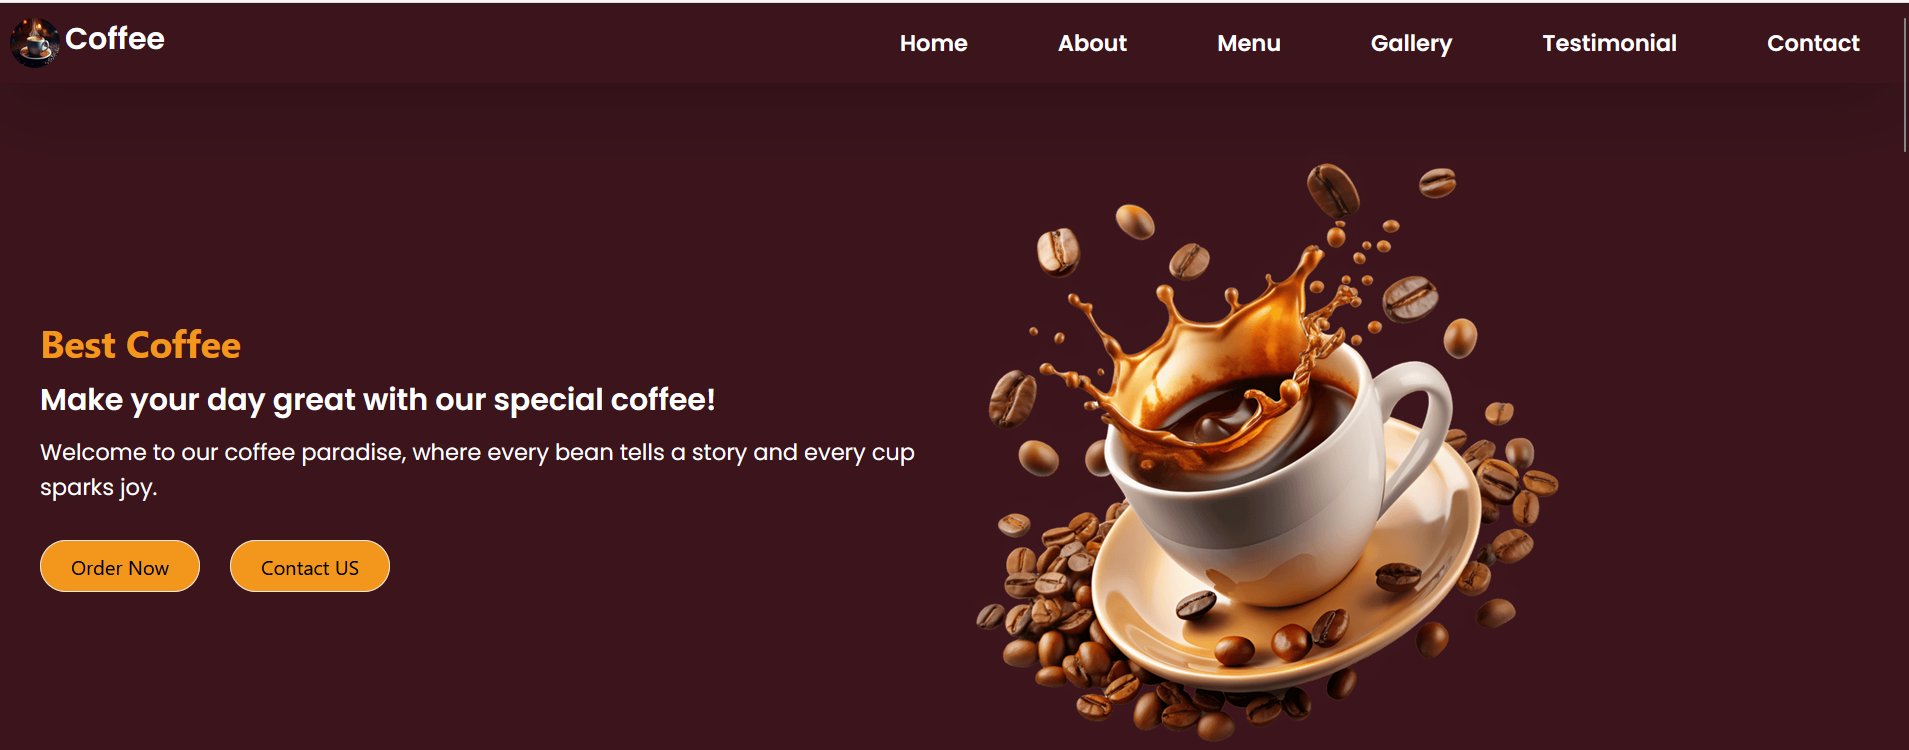 Coffee
Home About Menu Gallery Testimonial Contact
Best Coffee
Make your day great with our special coffee!
Welcome to our coffee paradise, where every bean tells a story and every cup
sparks joy.
Order Now Contact US